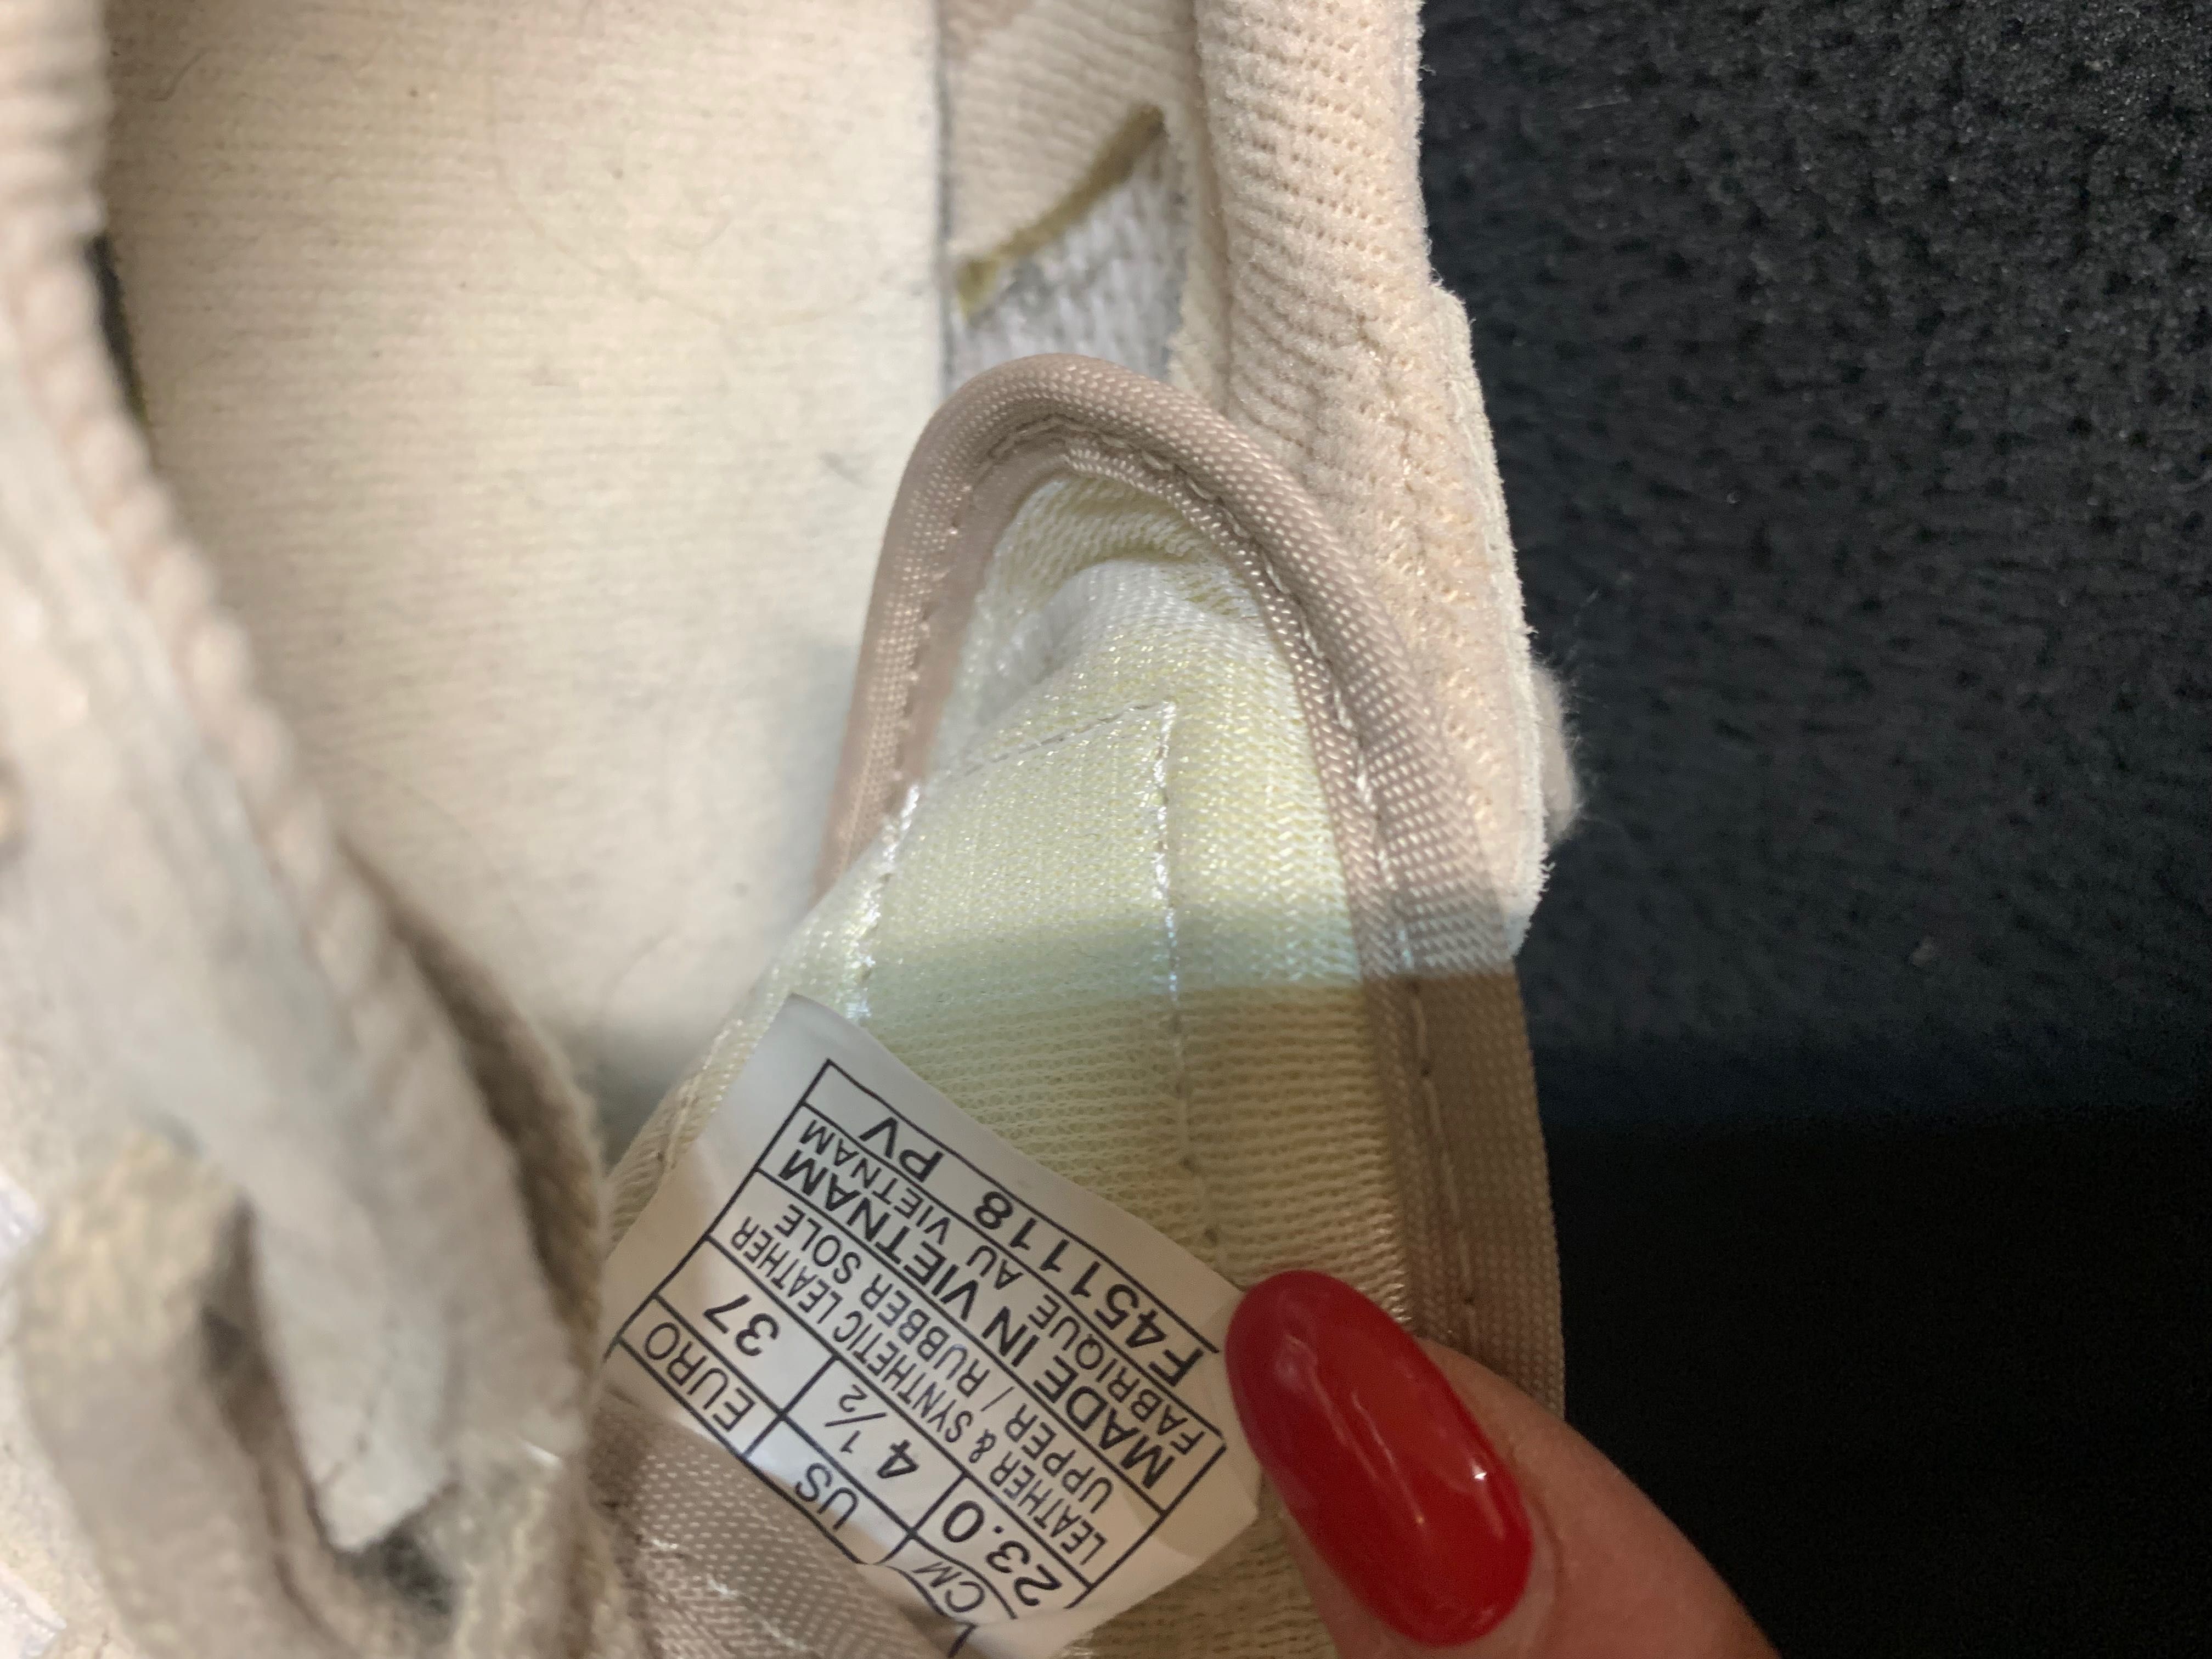 EURO US CM
37 4 1/2 23.0
LEATHER & SYNTHETIC LEATHER
UPPER / RUBBER SOLE
MADE IN VIETNAM
FABRIQUE AU VIETNAM
F451118 PV